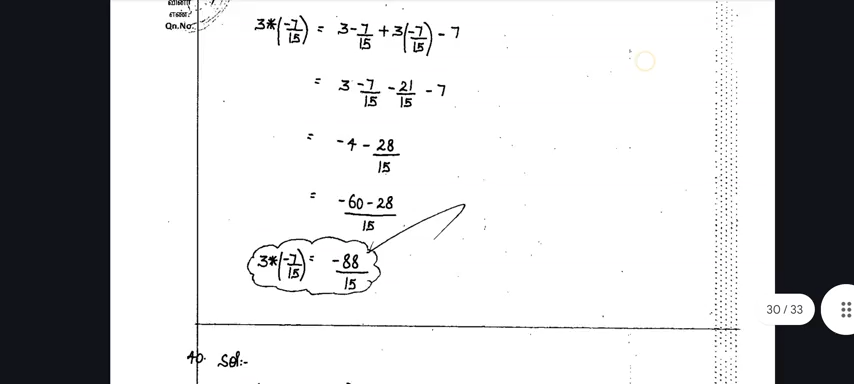 வினா
எண்:
Qn.No.
3*(-7/15) = 3-7/15 + 3(-7/15) - 7
= 3 -7/15 -21/15 - 7
= -4 - 28/15
= -60-28/15
3*(-7/15) = -88/15
30 / 33
40. Sol:-